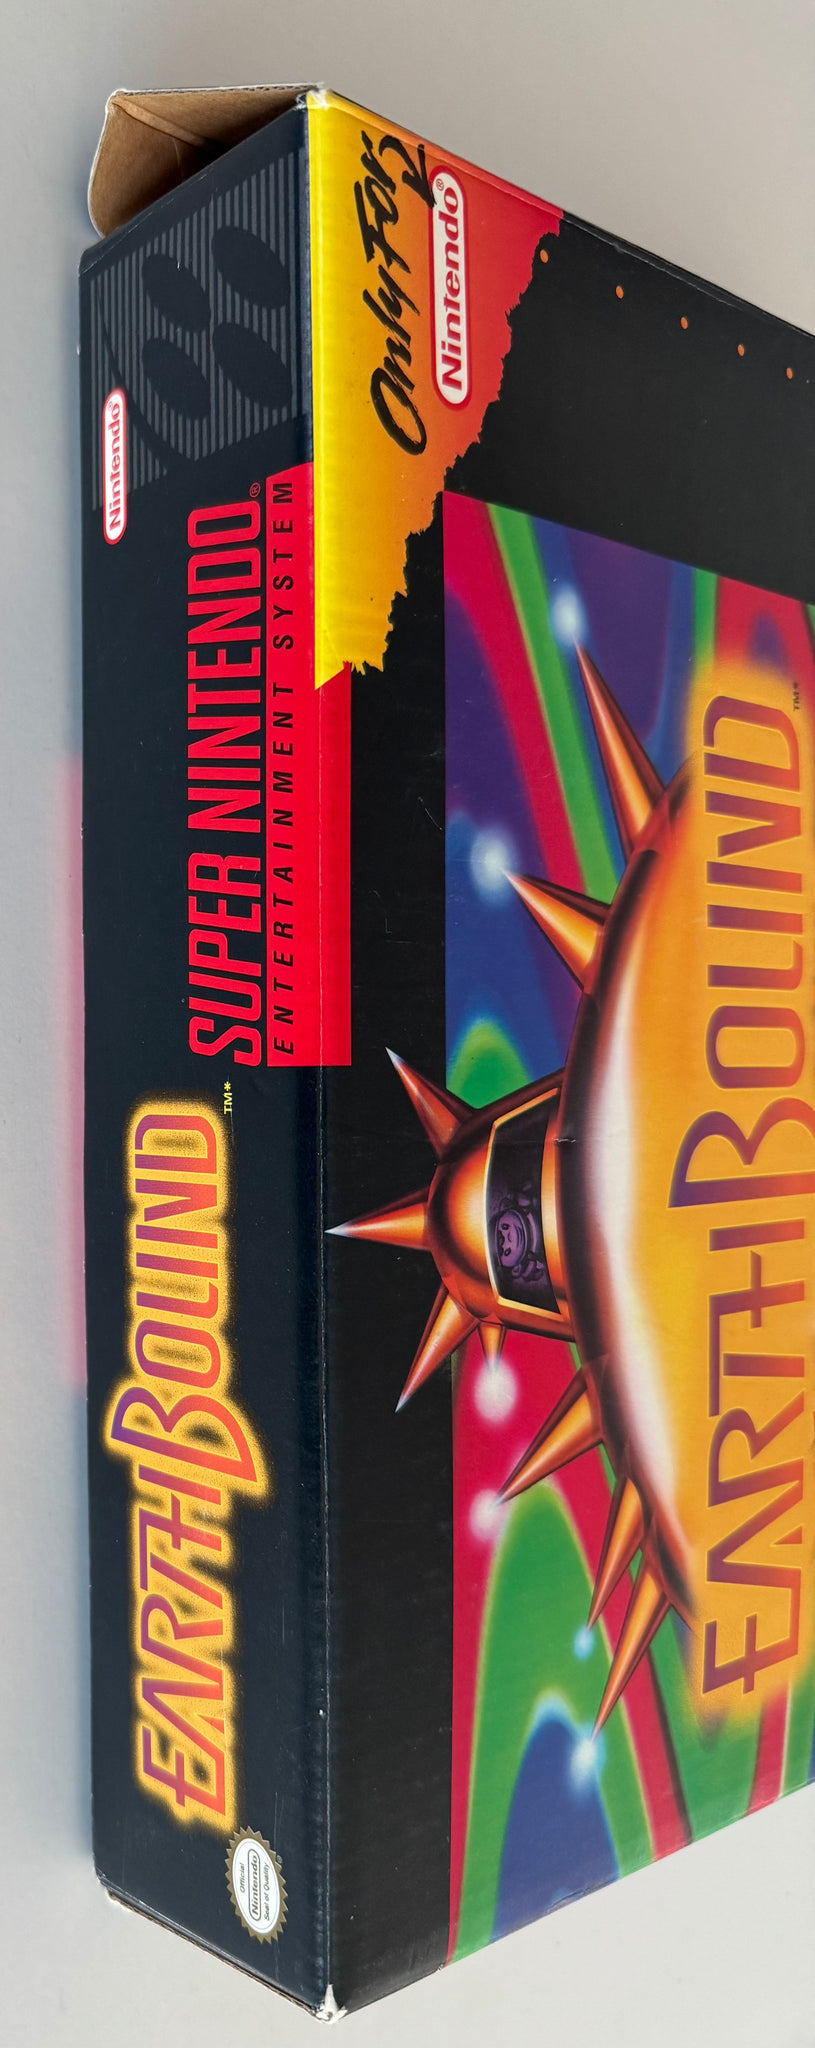 Nintendo®
SUPER NINTENDO®
ENTERTAINMENT SYSTEM
EARTHBOUND
TM*
Official
Nintendo
Seal of Quality
Only For
Nintendo®
EARTHBOUND
TM*